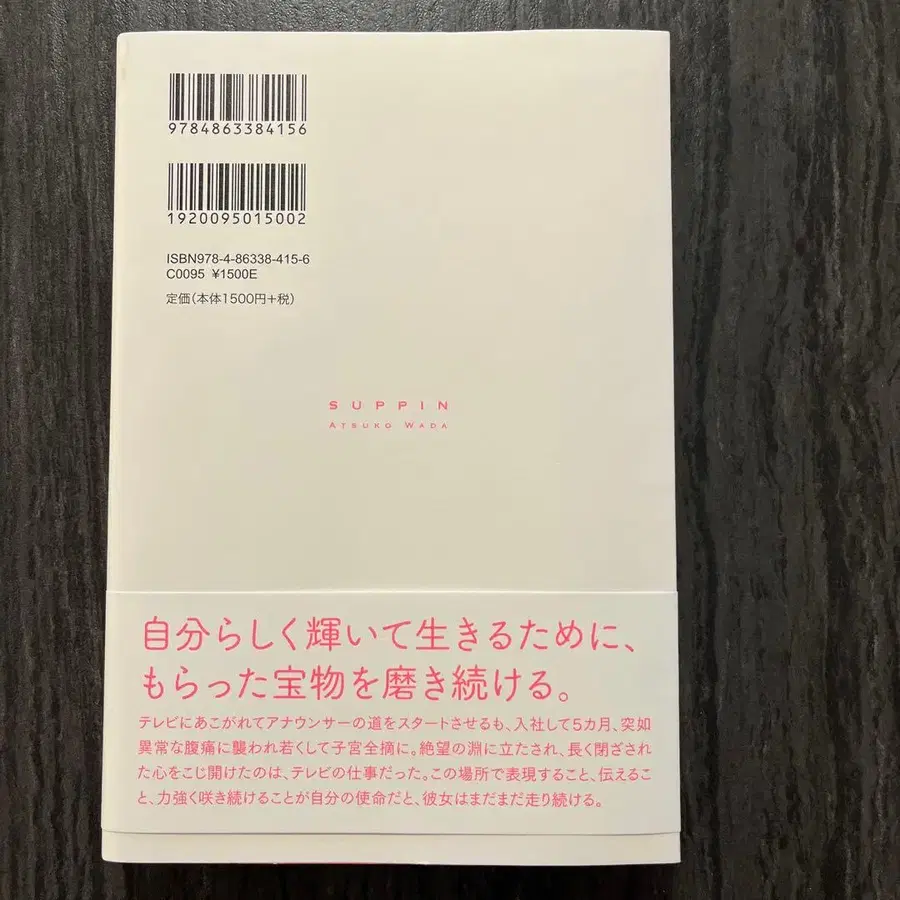 9784863384156
1920095015002
ISBN978-4-86338-415-6
C0095 ¥1500E
定価(本体1500円+税)
SUPPIN
ATSUKO WADA
自分らしく輝いて生きるために、
もらった宝物を磨き続ける。
テレビにあこがれてアナウンサーの道をスタートさせるも、入社して5カ月、突如
異常な腹痛に襲われ若くして子宮全摘に。絶望の淵に立たされ、長く閉ざされ
た心をこじ開けたのは、テレビの仕事だった。この場所で表現すること、伝えるこ
と、力強く咲き続けることが自分の使命だと、彼女はまだまだ走り続ける。